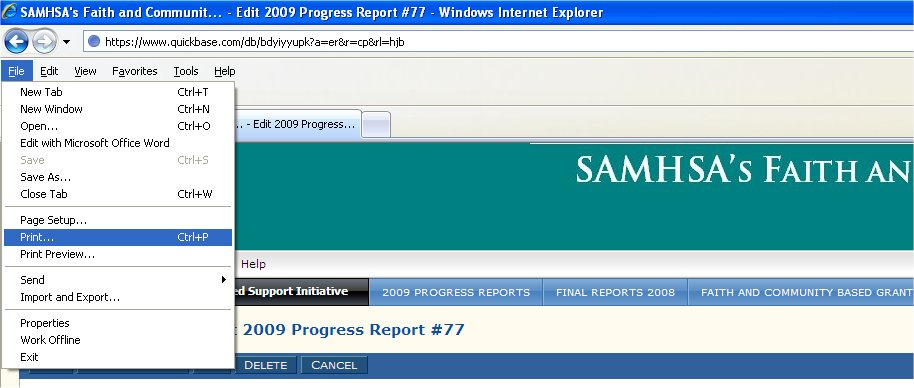 SAMHSA's Faith and Communit... - Edit 2009 Progress Report #77 - Windows Internet Explorer
https://www.quickbase.com/db/bdyiyyupk?a=er&r=cp&rl=hjb
File Edit View Favorites Tools Help
New Tab Ctrl+T
New Window Ctrl+N
Open... Ctrl+O
.. - Edit 2009 Progress...
Edit with Microsoft Office Word
Save Ctrl+S
Save As...
Close Tab Ctrl+W
SAMHSA'S FAITH AN
Page Setup...
Print... Ctrl+P
Print Preview...
Help
Send
Import and Export...
ed Support Initiative 2009 PROGRESS REPORTS FINAL REPORTS 2008 FAITH AND COMMUNITY BASED GRANT
Properties
2009 Progress Report #77
Work Offline
Exit
DELETE CANCEL